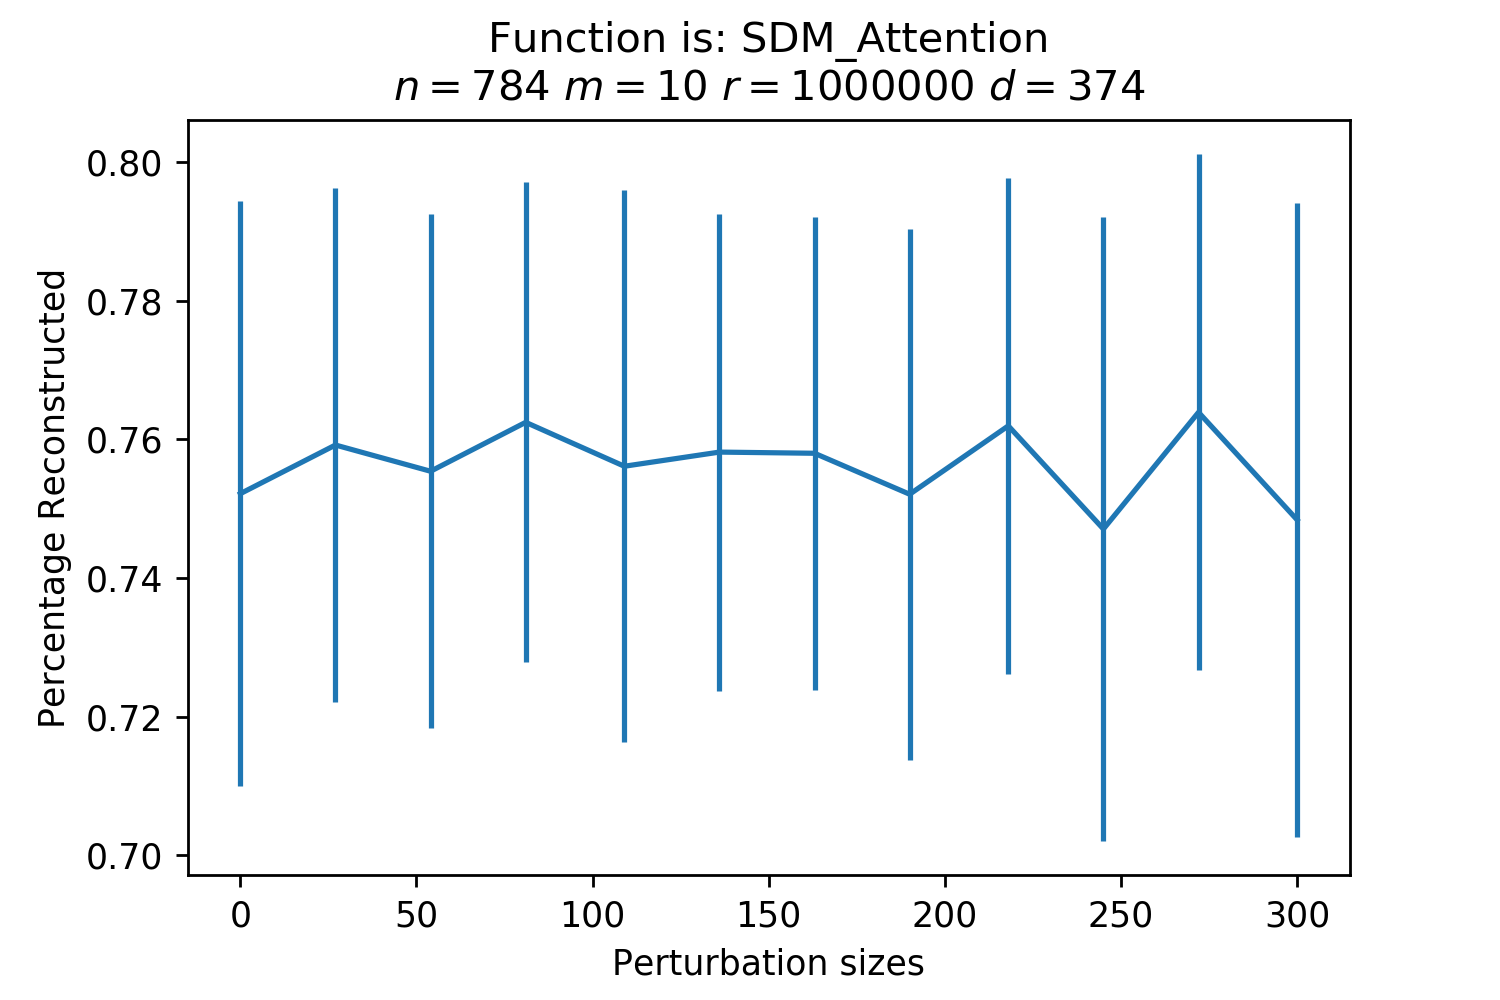 Function is: SDM_Attention
n = 784 m = 10 r = 1000000 d = 374
Percentage Reconstructed
0.80
0.78
0.76
0.74
0.72
0.70
0 50 100 150 200 250 300
Perturbation sizes